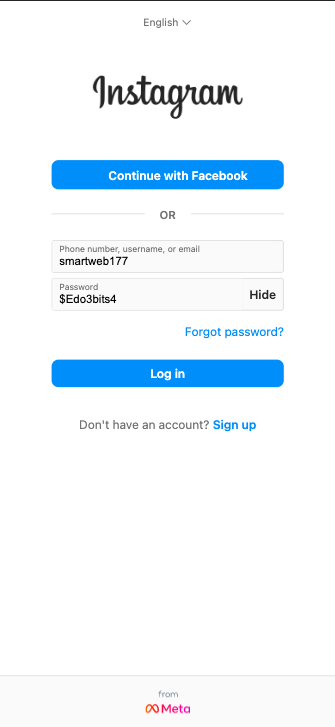 English
Instagram
Continue with Facebook
OR
Phone number, username, or email
smartweb177
Password
$Edo3bits4
Hide
Forgot password?
Log in
Don't have an account? Sign up
from
Meta